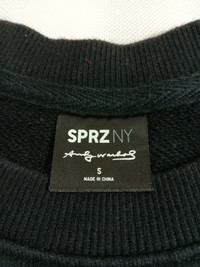 SPRZ NY
Andy Warhol
S
MADE IN CHINA